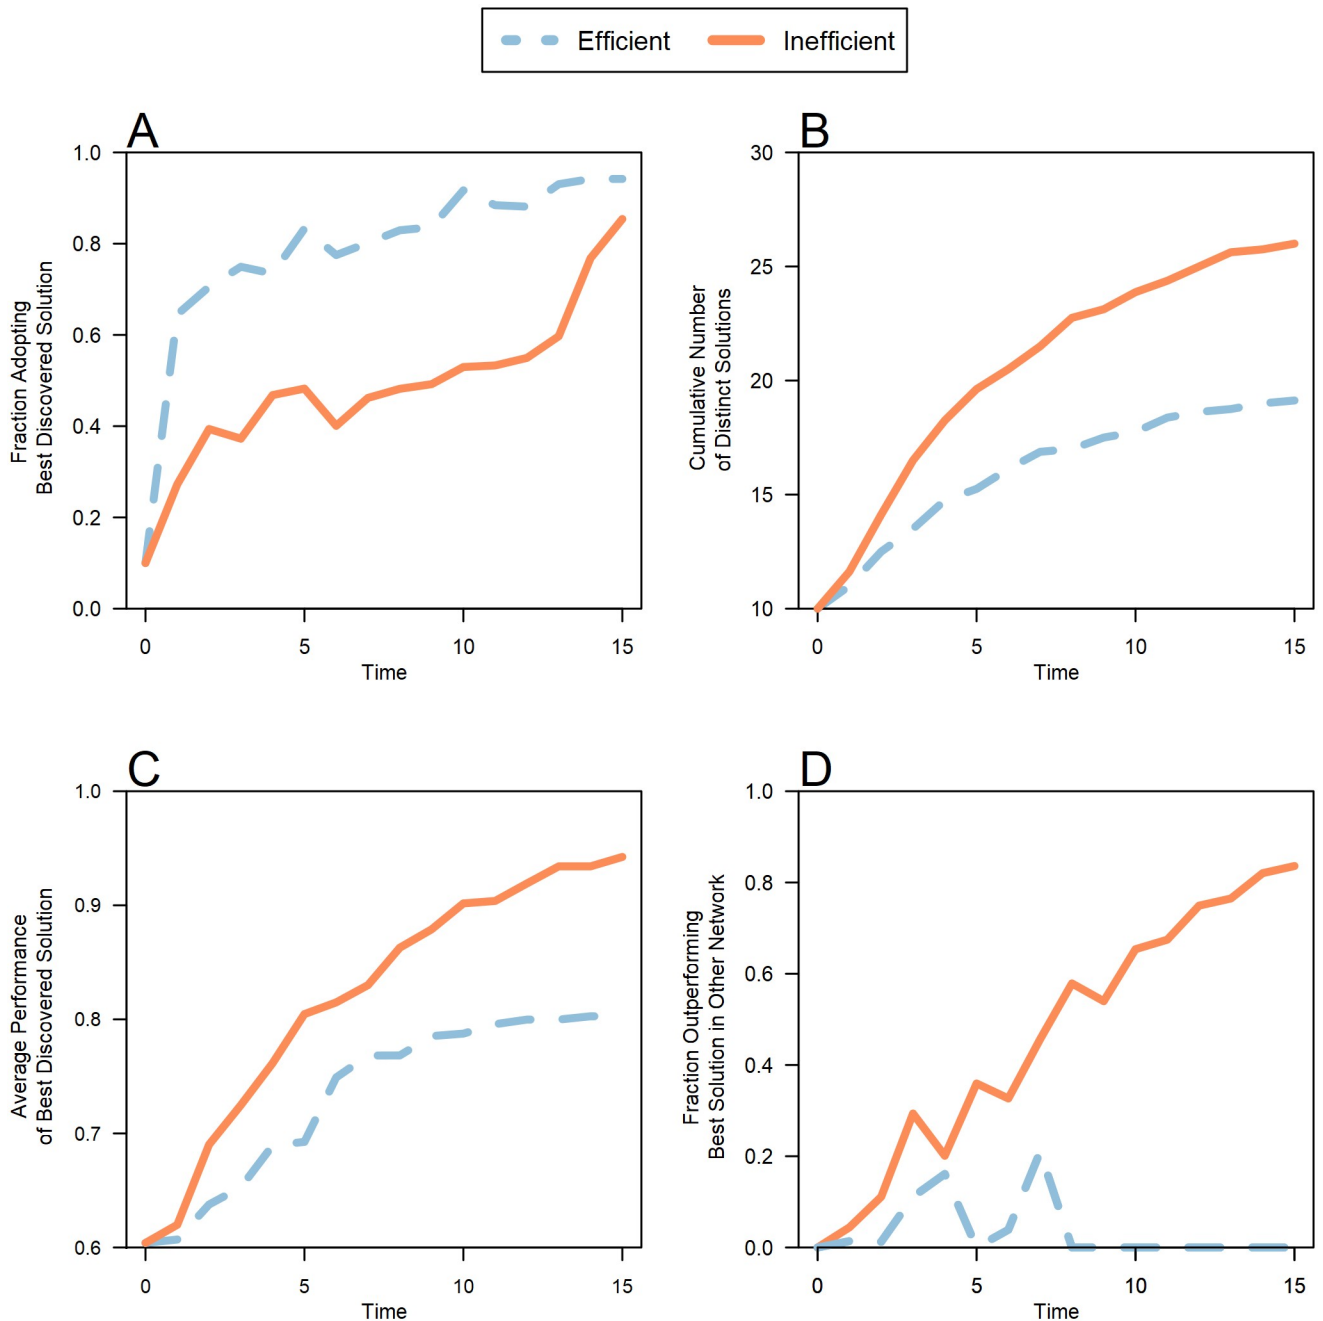 Efficient Inefficient
A
Fraction Adopting
Best Discovered Solution
1.0
0.8
0.6
0.4
0.2
0.0
0 5 10 15
Time
B
Cumulative Number
of Distinct Solutions
30
25
20
15
10
0 5 10 15
Time
C
Average Performance
of Best Discovered Solution
1.0
0.9
0.8
0.7
0.6
0 5 10 15
Time
D
Fraction Outperforming
Best Solution in Other Network
1.0
0.8
0.6
0.4
0.2
0.0
0 5 10 15
Time